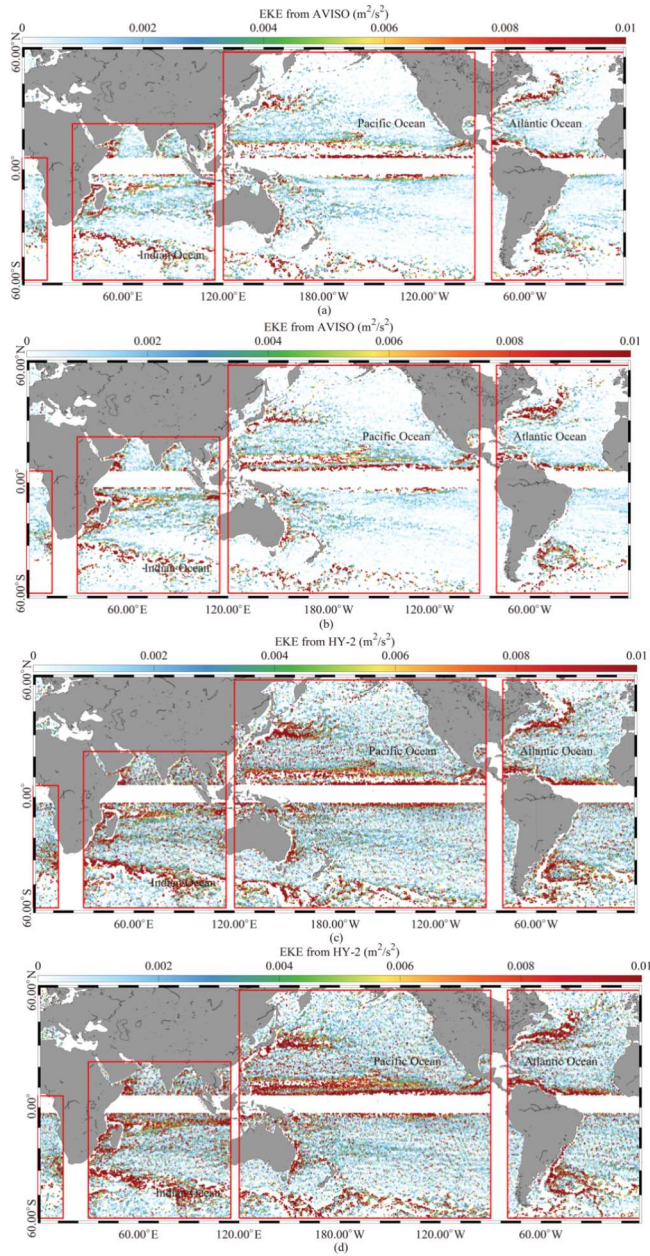 EKE from AVISO (m²/s²)
0 0.002 0.004 0.006 0.008 0.01
60.00°N
0.00°
60.00°S
Pacific Ocean
Atlantic Ocean
Indian Ocean
60.00°E 120.00°E 180.00°W 120.00°W 60.00°W
(a)
EKE from AVISO (m²/s²)
0 0.002 0.004 0.006 0.008 0.01
60.00°N
0.00°
60.00°S
Pacific Ocean
Atlantic Ocean
Indian Ocean
60.00°E 120.00°E 180.00°W 120.00°W 60.00°W
(b)
EKE from HY-2 (m²/s²)
0 0.002 0.004 0.006 0.008 0.01
60.00°N
0.00°
60.00°S
Pacific Ocean
Atlantic Ocean
Indian Ocean
60.00°E 120.00°E 180.00°W 120.00°W 60.00°W
(c)
EKE from HY-2 (m²/s²)
0 0.002 0.004 0.006 0.008 0.01
60.00°N
0.00°
60.00°S
Pacific Ocean
Atlantic Ocean
Indian Ocean
60.00°E 120.00°E 180.00°W 120.00°W 60.00°W
(d)